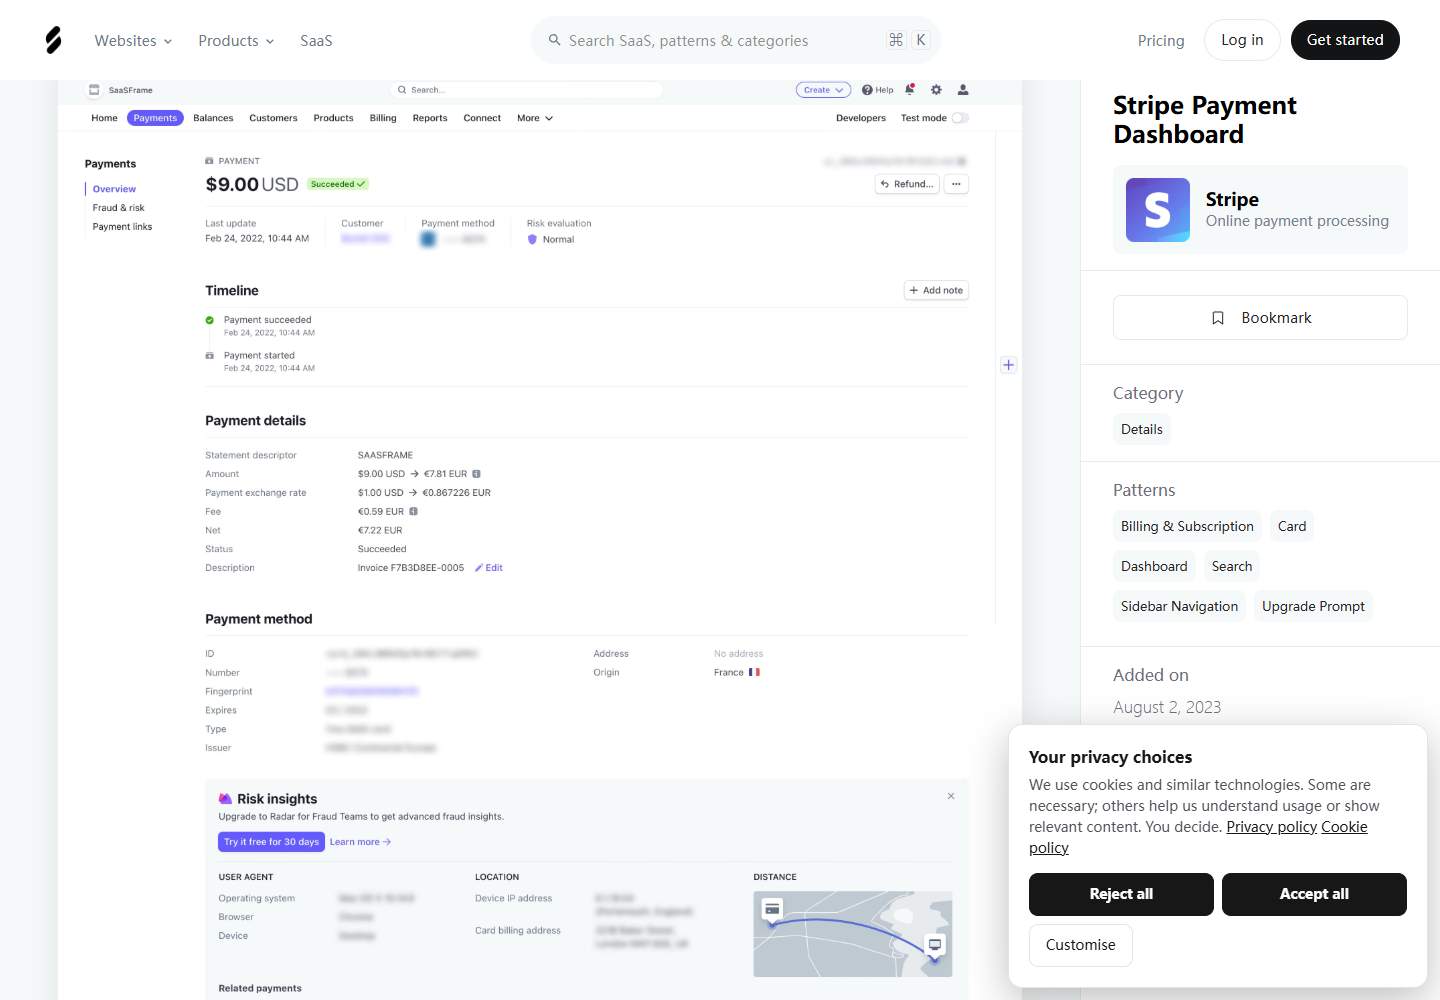 Websites Products SaaS
Search SaaS, patterns & categories ⌘ K
Pricing Log in Get started
SaaSFrame Search... Create Help
Home Payments Balances Customers Products Billing Reports Connect More Developers Test mode
Payments
Overview
Fraud & risk
Payment links
PAYMENT
$9.00 USD Succeeded
Refund...
Last update Customer Payment method Risk evaluation
Feb 24, 2022, 10:44 AM Normal
Timeline
+ Add note
Payment succeeded
Feb 24, 2022, 10:44 AM
Payment started
Feb 24, 2022, 10:44 AM
Payment details
Statement descriptor SAASFRAME
Amount $9.00 USD → €7.81 EUR
Payment exchange rate $1.00 USD → €0.867226 EUR
Fee €0.59 EUR
Net €7.22 EUR
Status Succeeded
Description Invoice F7B3D8EE-0005 Edit
Payment method
ID Address No address
Number Origin France
Fingerprint
Expires
Type
Issuer
Risk insights
Upgrade to Radar for Fraud Teams to get advanced fraud insights.
Try it free for 30 days Learn more →
USER AGENT LOCATION DISTANCE
Operating system Device IP address
Browser
Device Card billing address
Related payments
Stripe Payment
Dashboard
S
Stripe
Online payment processing
Bookmark
Category
Details
Patterns
Billing & Subscription Card
Dashboard Search
Sidebar Navigation Upgrade Prompt
Added on
August 2, 2023
Your privacy choices
We use cookies and similar technologies. Some are
necessary; others help us understand usage or show
relevant content. You decide. Privacy policy Cookie
policy
Reject all Accept all
Customise